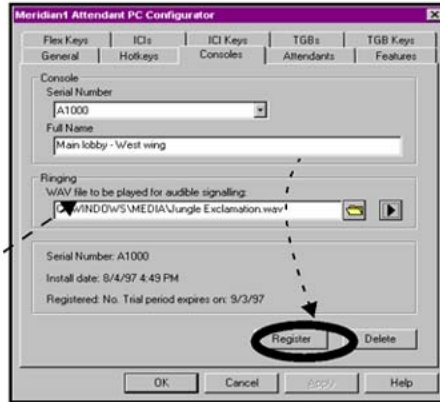 Meridian1 Attendant PC Configurator
Flex Keys ICIs ICI Keys TGBs TGB Keys
General Hotkeys Consoles Attendants Features
Console
Serial Number
A1000
Full Name
Main lobby - West wing
Ringing
WAV file to be played for audible signalling:
C:\WINDOWS\MEDIA\Jungle Exclamation.wav
Serial Number: A1000
Install date: 8/4/97 4:49 PM
Registered: No. Trial period expires on: 9/3/97
Register Delete
OK Cancel Apply Help